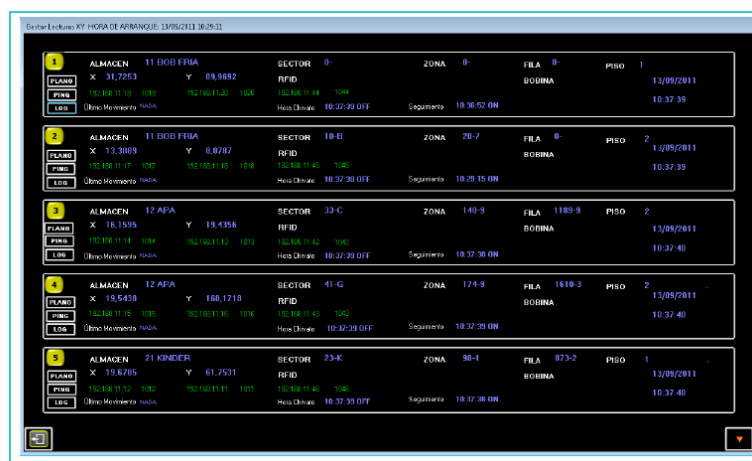 Gestor Lecturas XY HORA DE ARRANQUE: 13/09/2011 10:29:11
1 ALMACEN 11 BOB FRIA SECTOR 0- ZONA 0- FILA 0- PISO 1
PLANO X 31,7253 Y 89,9692 RFID BOBINA 13/09/2011
PING 192.168.11.19 1019 192.168.11.20 1020 192.168.11.44 1044 10:37:39
LOG Último Movimiento NADA Hora Chivato 10:37:39 OFF Seguimiento 10:36:52 ON
2 ALMACEN 11 BOB FRIA SECTOR 10-B ZONA 20-7 FILA 0- PISO 2
PLANO X 13,3089 Y 8,0787 RFID BOBINA 13/09/2011
PING 192.168.11.17 1017 192.168.11.18 1018 192.168.11.45 1045 10:37:39
LOG Último Movimiento NADA Hora Chivato 10:37:38 OFF Seguimiento 10:29:15 ON
3 ALMACEN 12 APA SECTOR 33-C ZONA 140-9 FILA 1189-9 PISO 2
PLANO X 16,1595 Y 19,4356 RFID BOBINA 13/09/2011
PING 192.168.11.14 1014 192.168.11.13 1013 192.168.11.42 1042 10:37:40
LOG Último Movimiento NADA Hora Chivato 10:37:39 OFF Seguimiento 10:37:38 ON
4 ALMACEN 12 APA SECTOR 41-G ZONA 174-9 FILA 1610-3 PISO 2
PLANO X 19,5430 Y 160,1718 RFID BOBINA 13/09/2011
PING 192.168.11.15 1015 192.168.11.16 1016 192.168.11.43 1043 10:37:40
LOG Último Movimiento NADA Hora Chivato 10:37:39 OFF Seguimiento 10:37:39 ON
5 ALMACEN 21 KINDER SECTOR 23-K ZONA 98-1 FILA 873-2 PISO 1
PLANO X 19,6785 Y 61,7531 RFID BOBINA 13/09/2011
PING 192.168.11.12 1012 192.168.11.11 1011 10:37:40
LOG Último Movimiento NADA Hora Chivato 10:37:39 OFF Seguimiento 10:37:38 ON